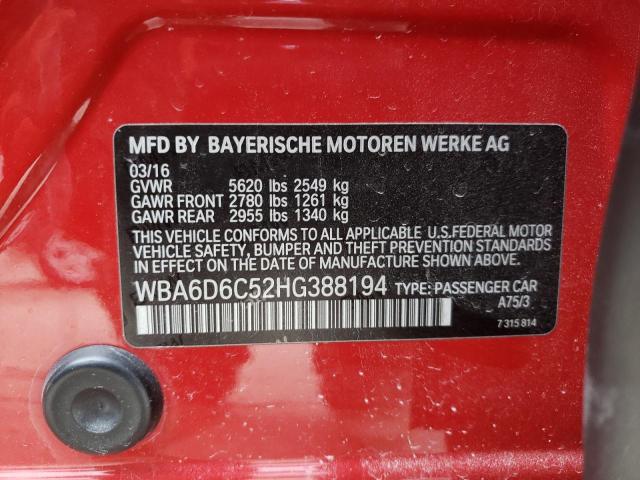 MFD BY BAYERISCHE MOTOREN WERKE AG
03/16
GVWR 5620 lbs 2549 kg
GAWR FRONT 2780 lbs 1261 kg
GAWR REAR 2955 lbs 1340 kg
THIS VEHICLE CONFORMS TO ALL APPLICABLE U.S.FEDERAL MOTOR
VEHICLE SAFETY, BUMPER AND THEFT PREVENTION STANDARDS
IN EFFECT ON THE DATE OF MANUFACTURE SHOWN ABOVE.
WBA6D6C52HG388194 TYPE: PASSENGER CAR
A75/3
7 315 814